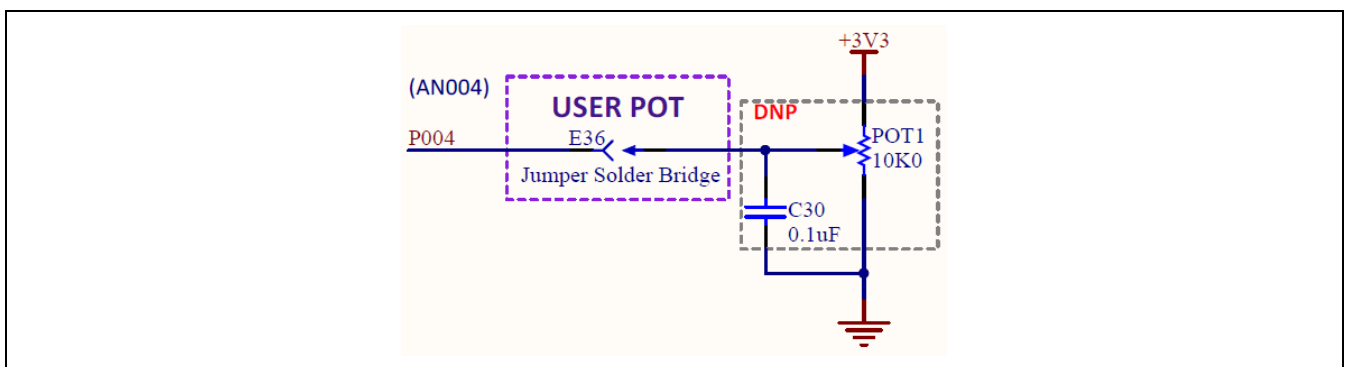 +3V3
(AN004)
USER POT
DNP
P004
E36
POT1
10K0
Jumper Solder Bridge
C30
0.1uF